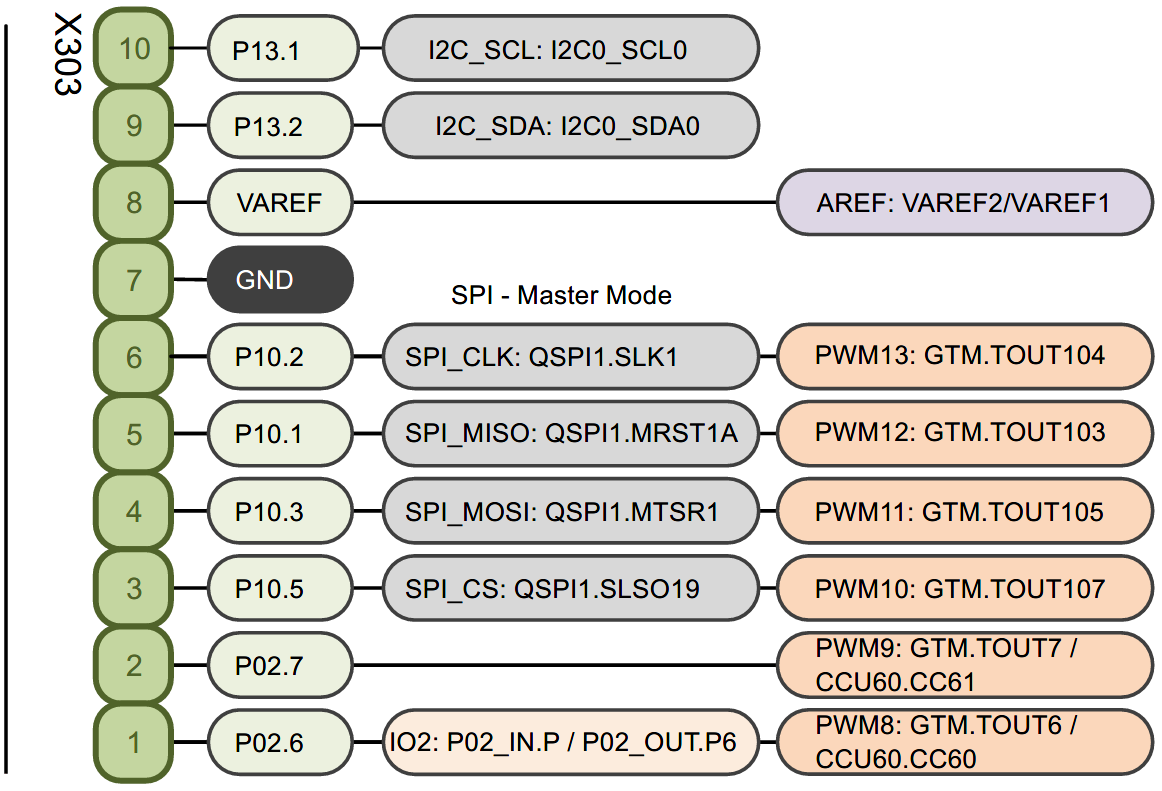 X303
10 P13.1 I2C_SCL: I2C0_SCL0
9 P13.2 I2C_SDA: I2C0_SDA0
8 VAREF AREF: VAREF2/VAREF1
7 GND
SPI - Master Mode
6 P10.2 SPI_CLK: QSPI1.SLK1 PWM13: GTM.TOUT104
5 P10.1 SPI_MISO: QSPI1.MRST1A PWM12: GTM.TOUT103
4 P10.3 SPI_MOSI: QSPI1.MTSR1 PWM11: GTM.TOUT105
3 P10.5 SPI_CS: QSPI1.SLSO19 PWM10: GTM.TOUT107
2 P02.7 PWM9: GTM.TOUT7 /
CCU60.CC61
1 P02.6 IO2: P02_IN.P / P02_OUT.P6 PWM8: GTM.TOUT6 /
CCU60.CC60